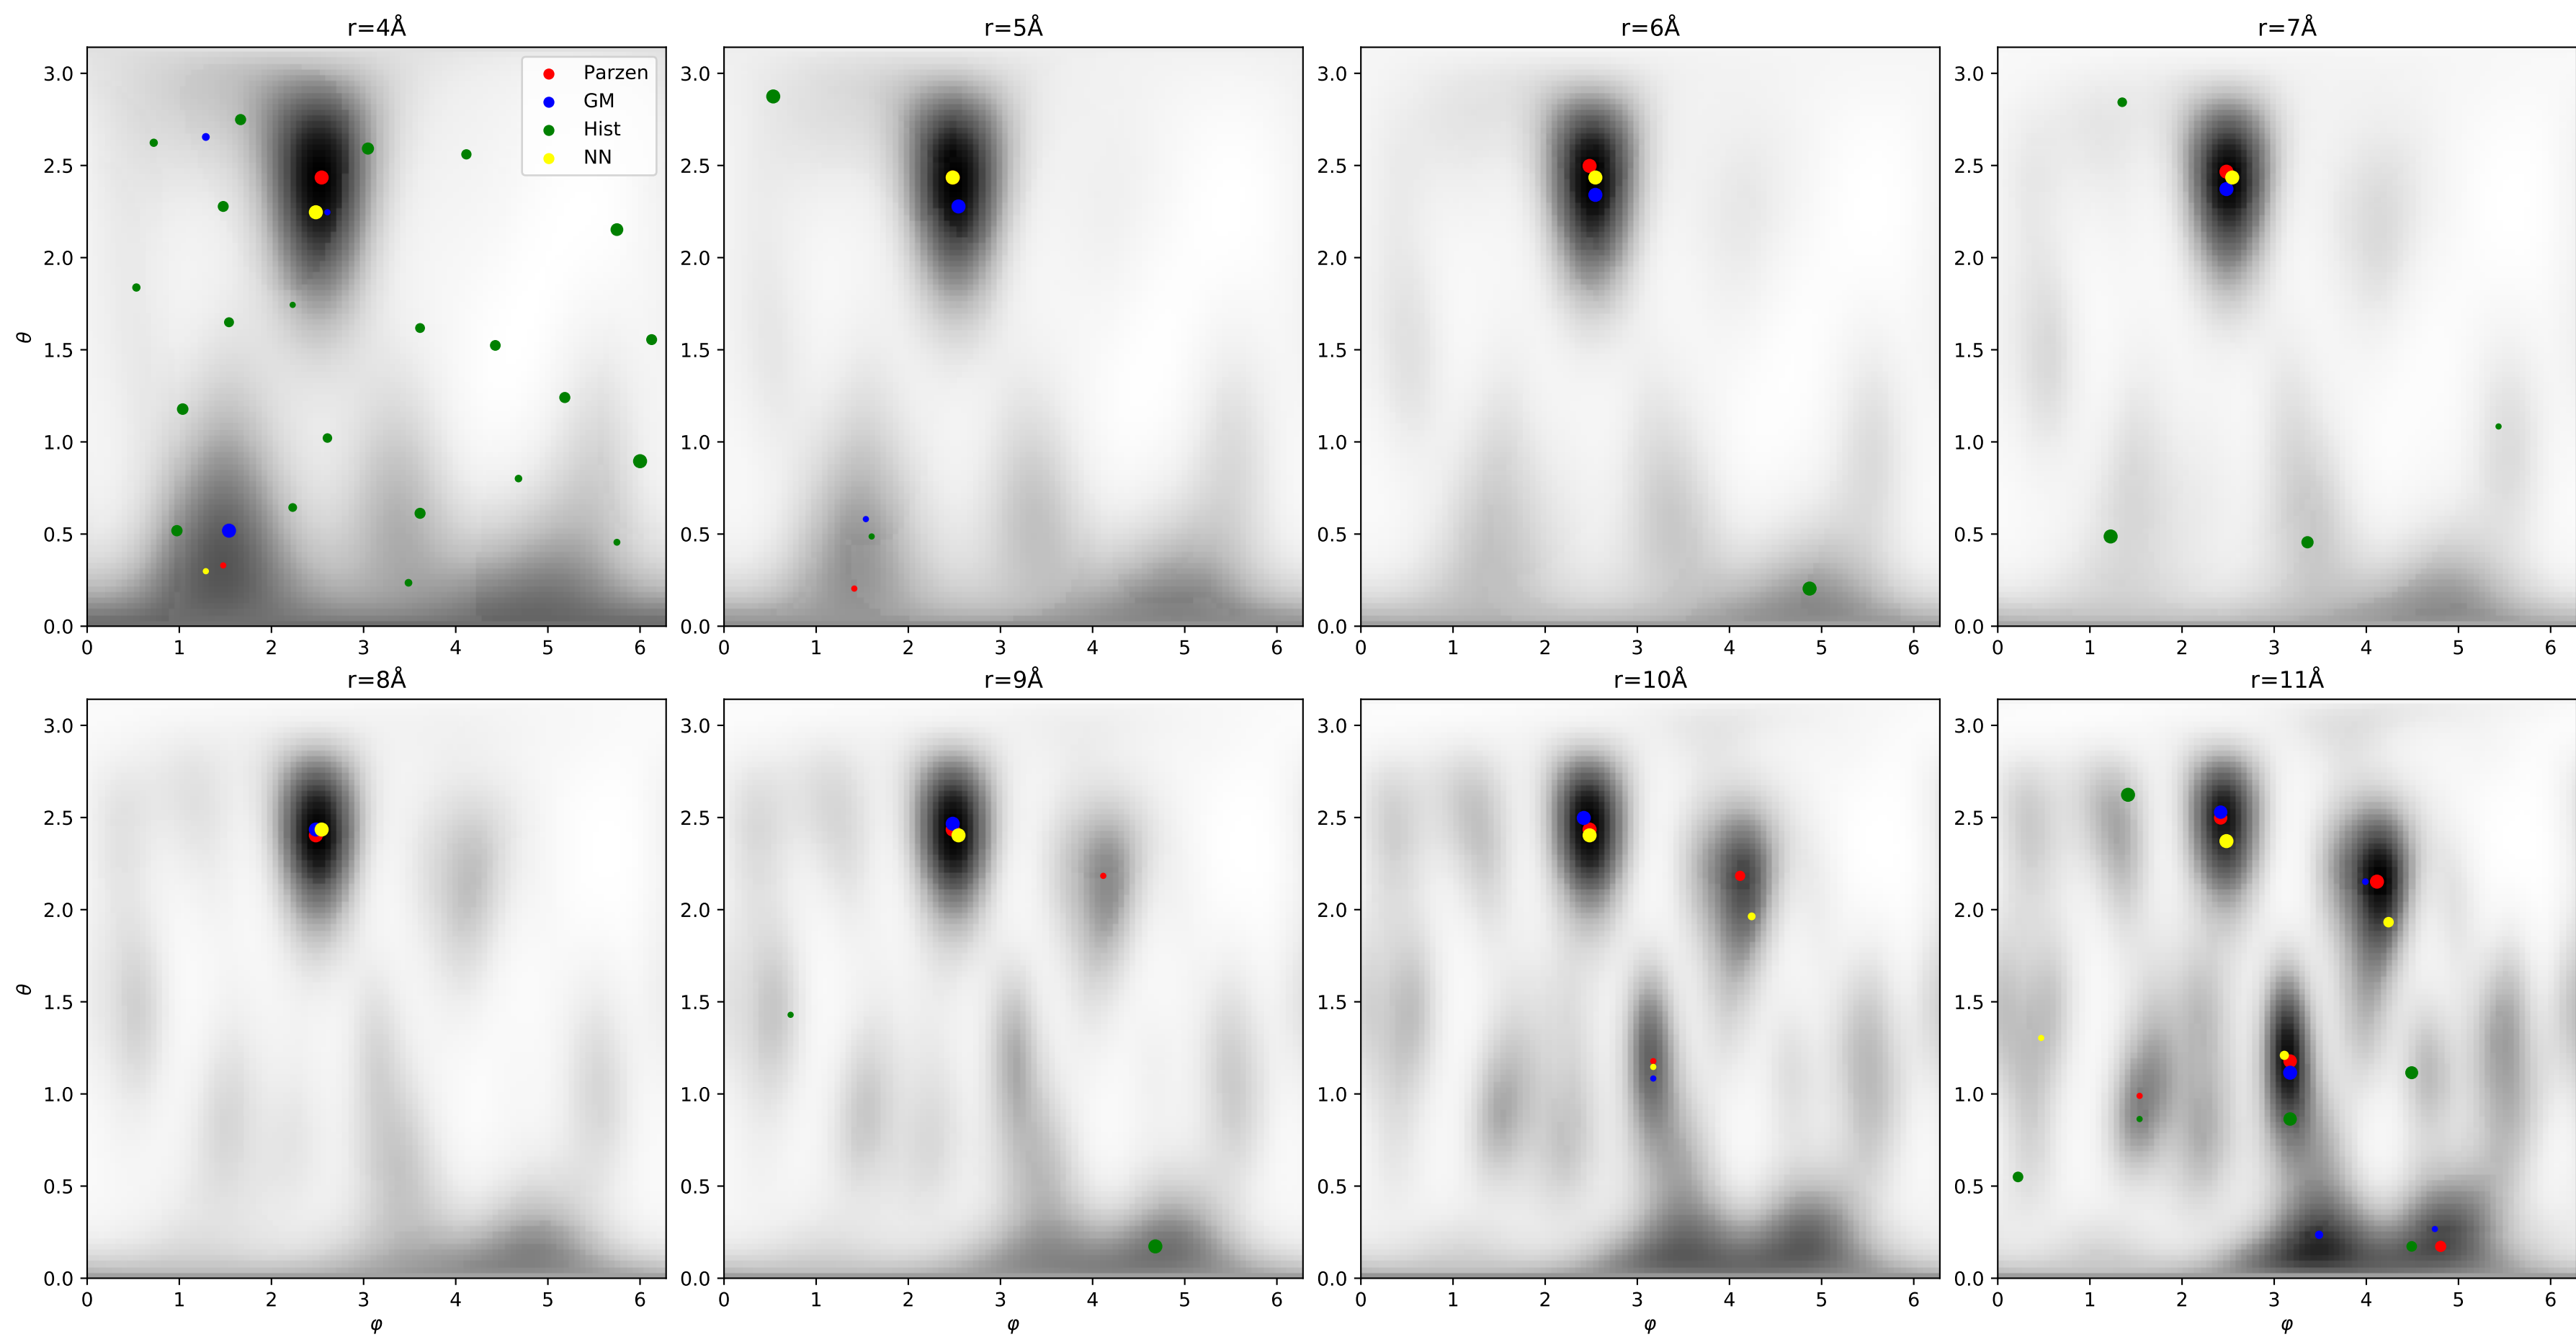 r=4Å r=5Å r=6Å r=7Å
3.0 3.0 3.0 3.0
Parzen
GM
Hist
NN
2.5 2.5 2.5 2.5
2.0 2.0 2.0 2.0
θ
1.5 1.5 1.5 1.5
1.0 1.0 1.0 1.0
0.5 0.5 0.5 0.5
0.0 0.0 0.0 0.0
0 1 2 3 4 5 6 0 1 2 3 4 5 6 0 1 2 3 4 5 6 0 1 2 3 4 5 6
r=8Å r=9Å r=10Å r=11Å
3.0 3.0 3.0 3.0
2.5 2.5 2.5 2.5
2.0 2.0 2.0 2.0
θ
1.5 1.5 1.5 1.5
1.0 1.0 1.0 1.0
0.5 0.5 0.5 0.5
0.0 0.0 0.0 0.0
0 1 2 3 4 5 6 0 1 2 3 4 5 6 0 1 2 3 4 5 6 0 1 2 3 4 5 6
φ φ φ φ